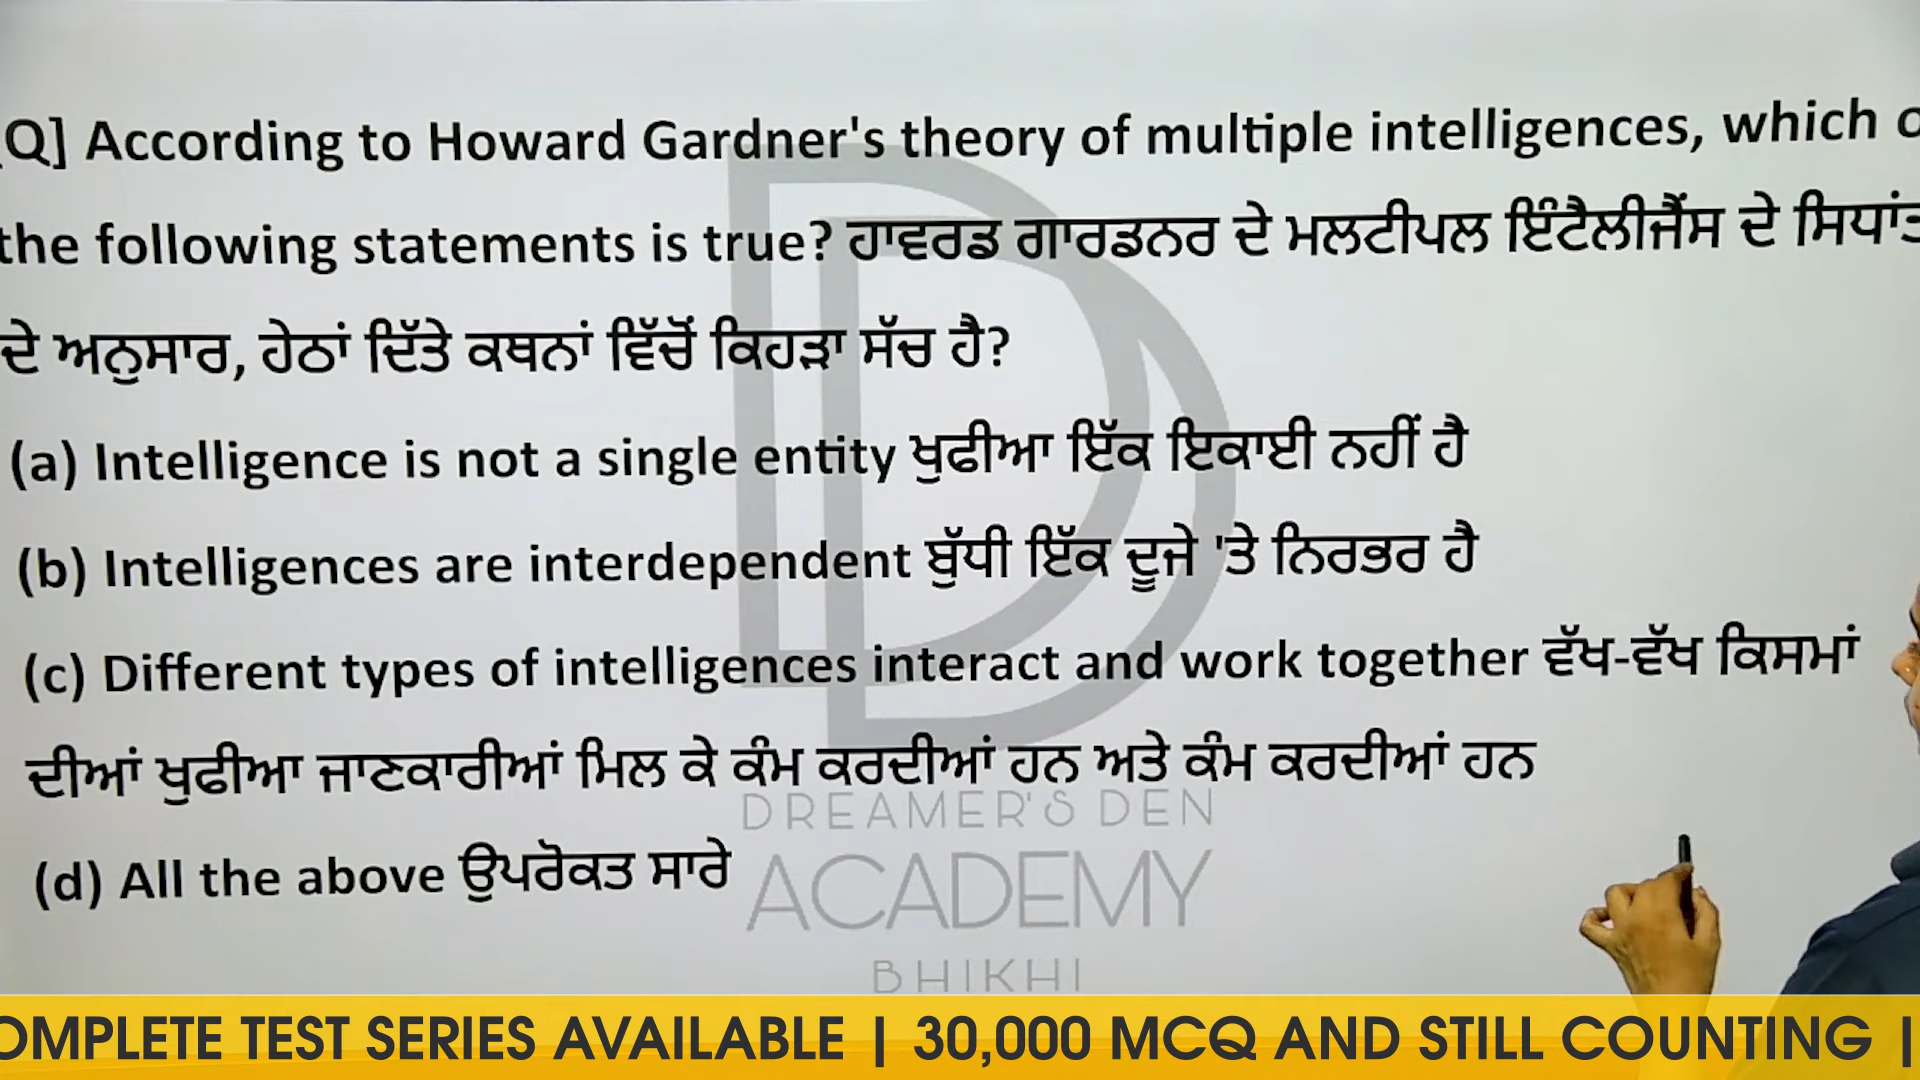 Q] According to Howard Gardner's theory of multiple intelligences, which
the following statements is true? ਹਾਵਰਡ ਗਾਰਡਨਰ ਦੇ ਮਲਟੀਪਲ ਇੰਟੈਲੀਜੈਂਸ ਦੇ ਸਿਧਾਂਤ
ਦੇ ਅਨੁਸਾਰ, ਹੇਠਾਂ ਦਿੱਤੇ ਕਥਨਾਂ ਵਿੱਚੋਂ ਕਿਹੜਾ ਸੱਚ ਹੈ?
(a) Intelligence is not a single entity ਖੁਫੀਆ ਇੱਕ ਇਕਾਈ ਨਹੀਂ ਹੈ
(b) Intelligences are interdependent ਬੁੱਧੀ ਇੱਕ ਦੂਜੇ 'ਤੇ ਨਿਰਭਰ ਹੈ
(c) Different types of intelligences interact and work together ਵੱਖ-ਵੱਖ ਕਿਸਮਾਂ
ਦੀਆਂ ਖੁਫੀਆ ਜਾਣਕਾਰੀਆਂ ਮਿਲ ਕੇ ਕੰਮ ਕਰਦੀਆਂ ਹਨ ਅਤੇ ਕੰਮ ਕਰਦੀਆਂ ਹਨ
(d) All the above ਉਪਰੋਕਤ ਸਾਰੇ
DREAMER'S DEN
ACADEMY
BHIKHI
OMPLETE TEST SERIES AVAILABLE | 30,000 MCQ AND STILL COUNTING |